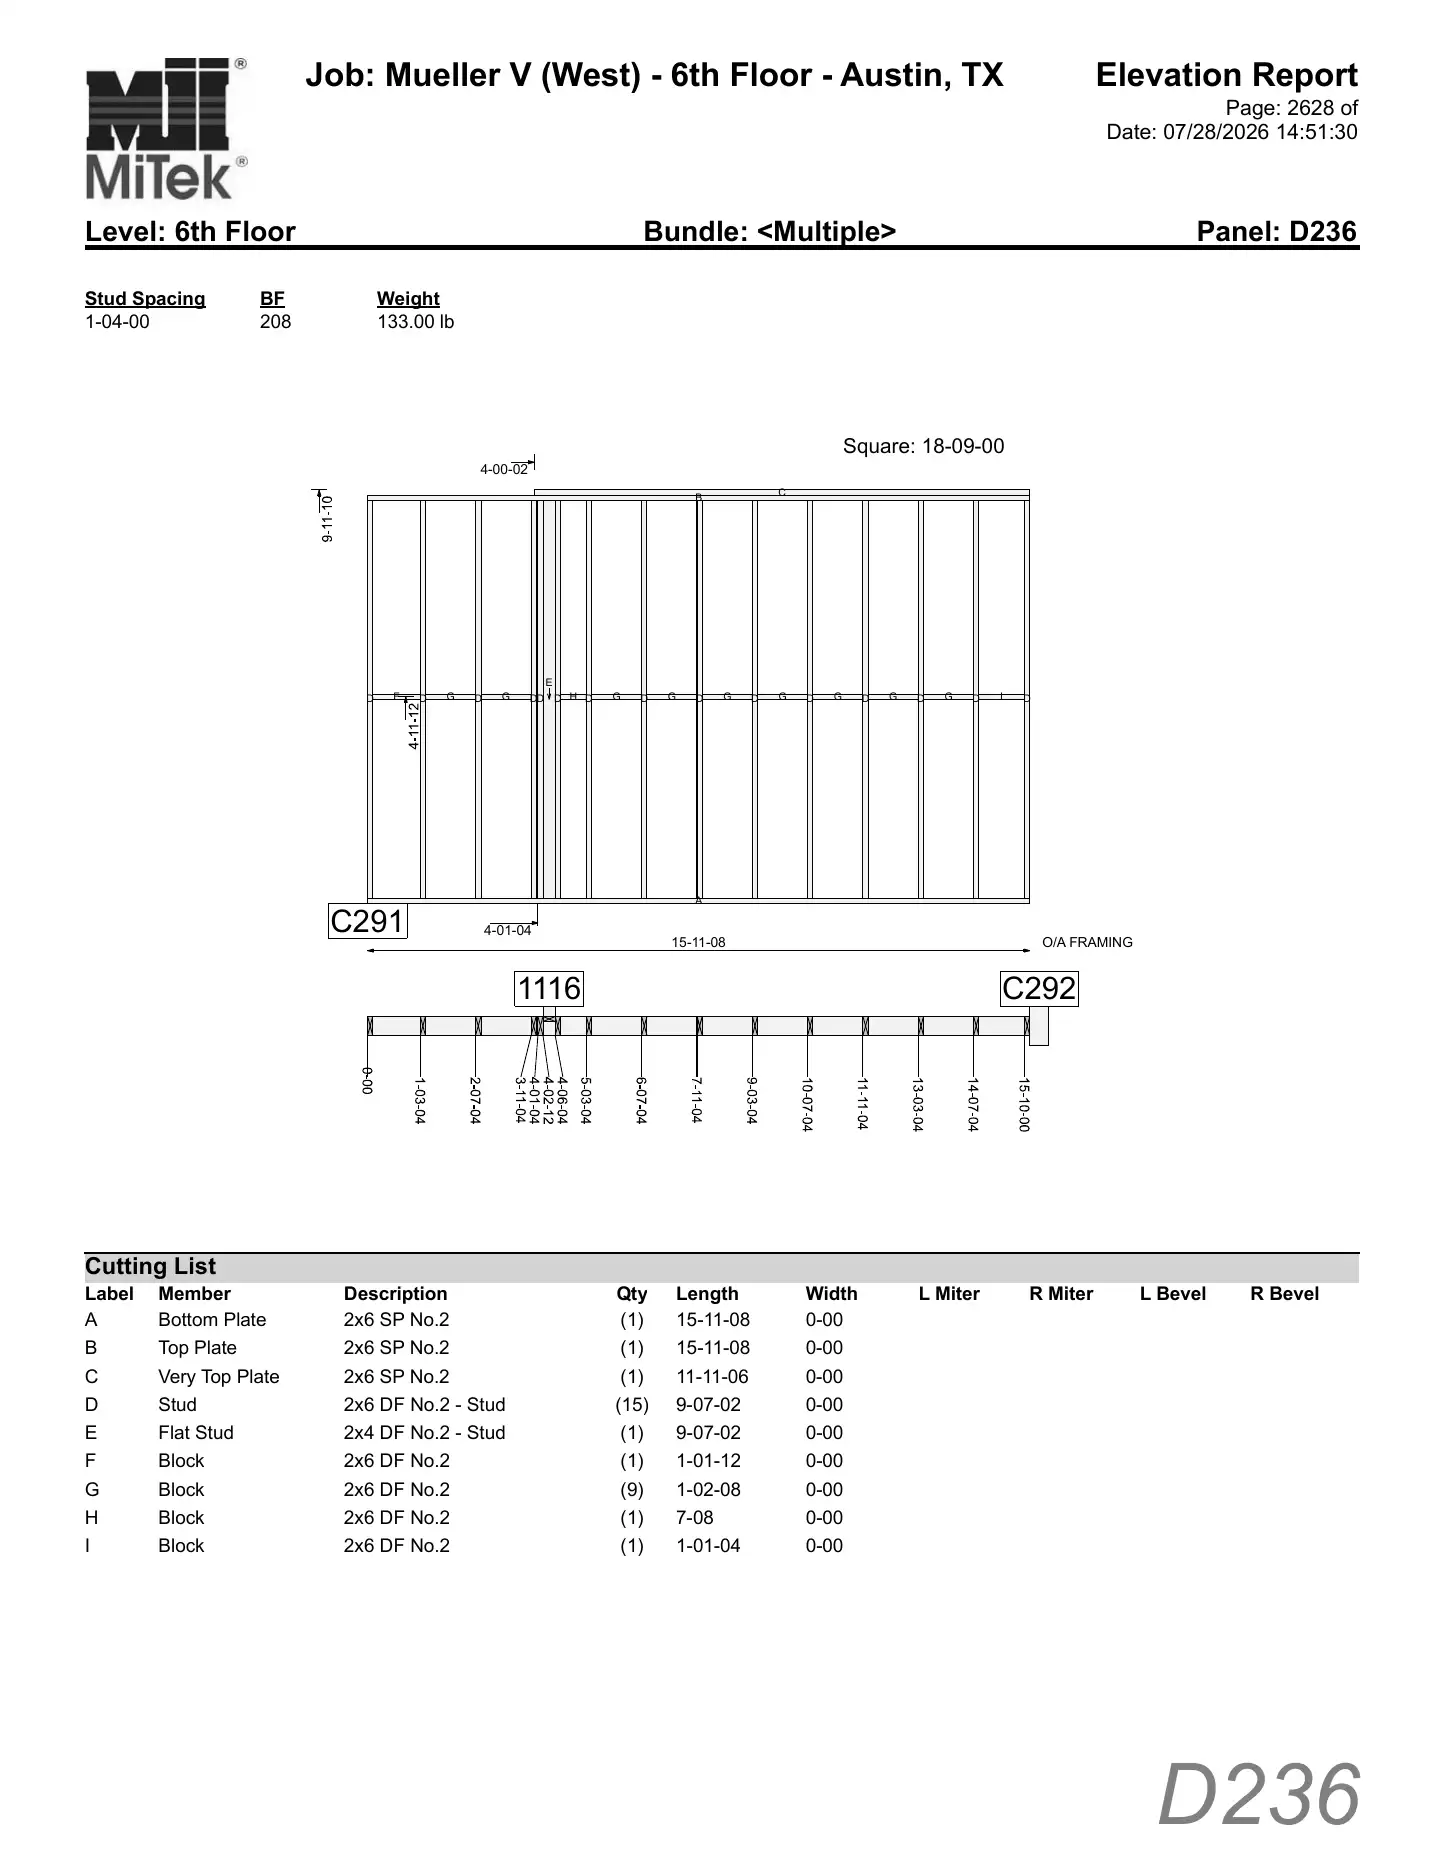 MiTek®
Job: Mueller V (West) - 6th Floor - Austin, TX
Elevation Report
Page: 2628 of
Date: 07/28/2026 14:51:30
Level: 6th Floor Bundle: <Multiple> Panel: D236
Stud Spacing BF Weight
1-04-00 208 133.00 lb
Square: 18-09-00
4-00-02
C
B
9-11-10
E
F G G D D H G G G G G G G I
4-11-12
A
C291
4-01-04
15-11-08 O/A FRAMING
1116 C292
0-00 1-03-04 2-07-04 3-11-04 4-01-04 4-02-12 4-06-04 5-03-04 6-07-04 7-11-04 9-03-04 10-07-04 11-11-04 13-03-04 14-07-04 15-10-00
Cutting List
Label Member Description Qty Length Width L Miter R Miter L Bevel R Bevel
A Bottom Plate 2x6 SP No.2 (1) 15-11-08 0-00
B Top Plate 2x6 SP No.2 (1) 15-11-08 0-00
C Very Top Plate 2x6 SP No.2 (1) 11-11-06 0-00
D Stud 2x6 DF No.2 - Stud (15) 9-07-02 0-00
E Flat Stud 2x4 DF No.2 - Stud (1) 9-07-02 0-00
F Block 2x6 DF No.2 (1) 1-01-12 0-00
G Block 2x6 DF No.2 (9) 1-02-08 0-00
H Block 2x6 DF No.2 (1) 7-08 0-00
I Block 2x6 DF No.2 (1) 1-01-04 0-00
D236